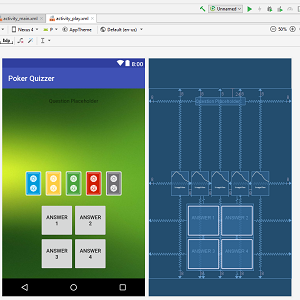 Unnamed
activity_main.xml
activity_play.xml
Nexus 4
AppTheme
Default (en-us)
50%
8:00
Poker Quizzer
Question Placeholder
Question Placeholder
ANSWER 1
ANSWER 2
ANSWER 3
ANSWER 4
ANSWER 1
ANSWER 2
ANSWER 3
ANSWER 4